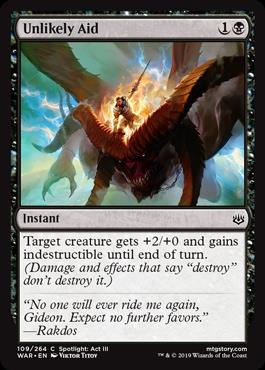 Unlikely Aid 1
Instant
Target creature gets +2/+0 and gains
indestructible until end of turn.
(Damage and effects that say “destroy”
don’t destroy it.)
“No one will ever ride me again,
Gideon. Expect no further favors.”
—Rakdos
109/264 C Spotlight: Act III
WAR • EN Viktor Titov
mtgstory.com
™ & © 2019 Wizards of the Coast